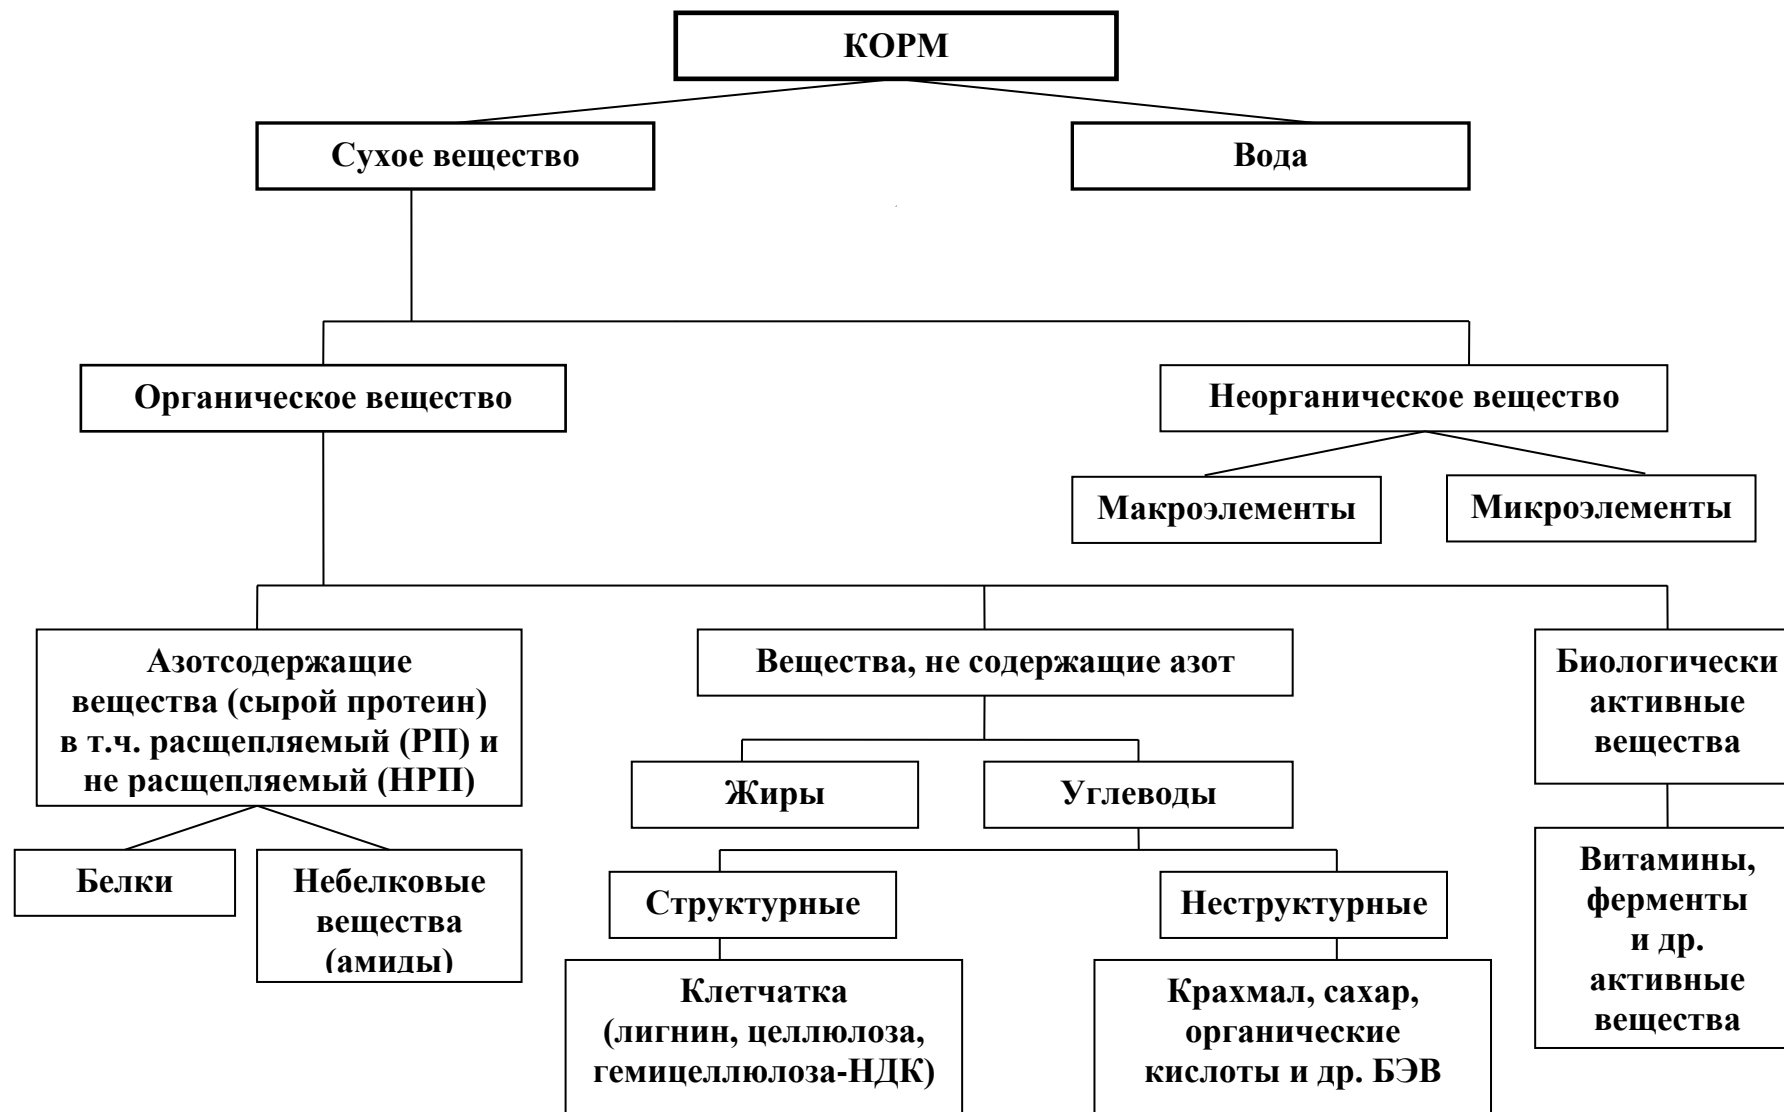 КОРМ
Сухое вещество
Вода
Органическое вещество
Неорганическое вещество
Макроэлементы
Микроэлементы
Азотсодержащие
вещества (сырой протеин)
в т.ч. расщепляемый (РП) и
не расщепляемый (НРП)
Вещества, не содержащие азот
Биологически
активные
вещества
Жиры
Углеводы
Белки
Небелковые
вещества
(амиды)
Структурные
Неструктурные
Витамины,
ферменты
и др.
активные
вещества
Клетчатка
(лигнин, целлюлоза,
гемицеллюлоза-НДК)
Крахмал, сахар,
органические
кислоты и др. БЭВ